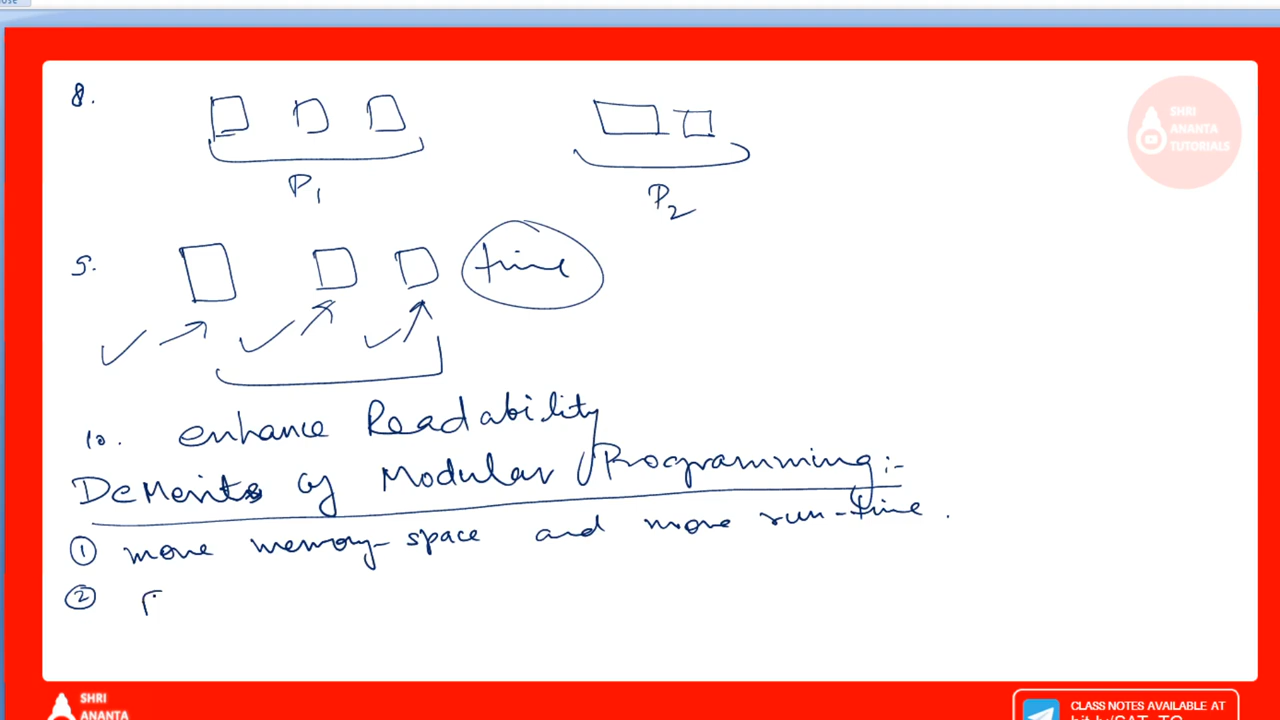 8.
P1
P2
9.
time
10. enhance Readability
DeMerits of Modular Programming:-
① more memory-space and more run-time.
②
SHRI
ANANTA
TUTORIALS
SHRI
ANANTA
CLASS NOTES AVAILABLE AT